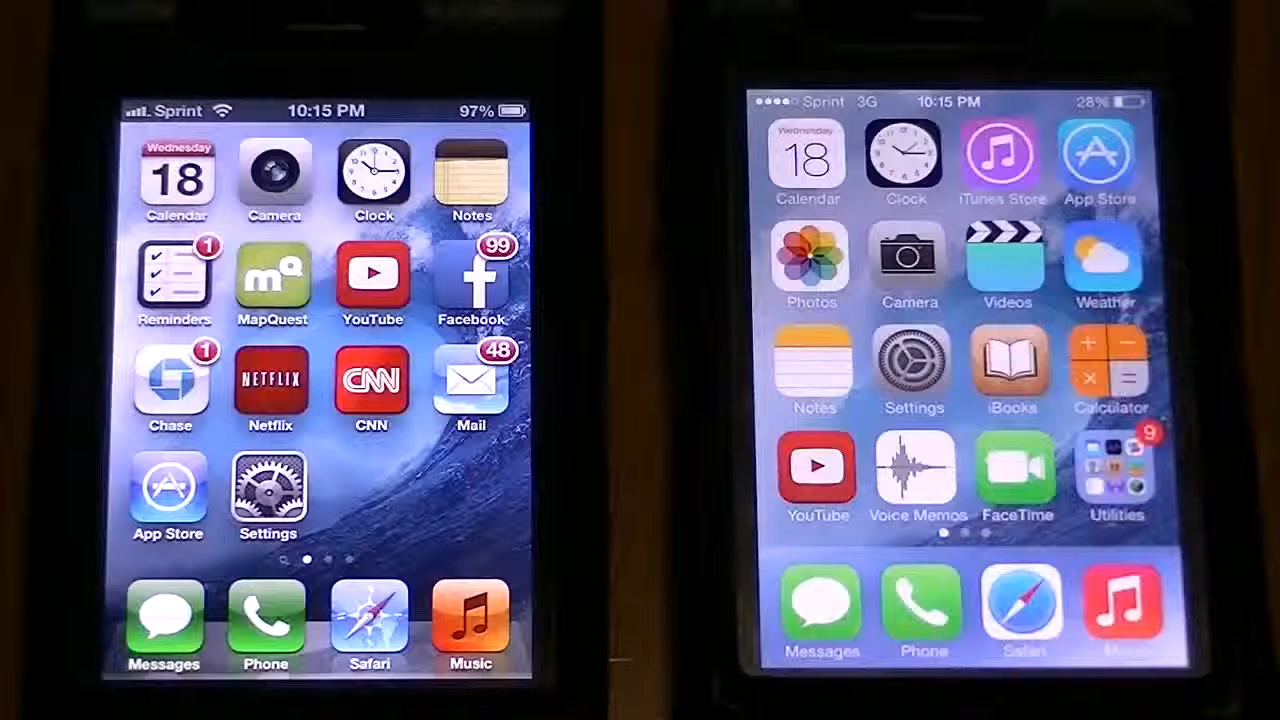 Sprint 10:15 PM 97%
Wednesday
18
Calendar Camera Clock Notes
1 mQ 99
Reminders MapQuest YouTube Facebook
1 NETFLIX CNN 48
Chase Netflix CNN Mail
App Store Settings
Messages Phone Safari Music
Sprint 3G 10:15 PM 28%
Wednesday
18
Calendar Clock iTunes Store App Store
Photos Camera Videos Weather
Notes Settings iBooks Calculator
9
YouTube Voice Memos FaceTime Utilities
Messages Phone Safari Music